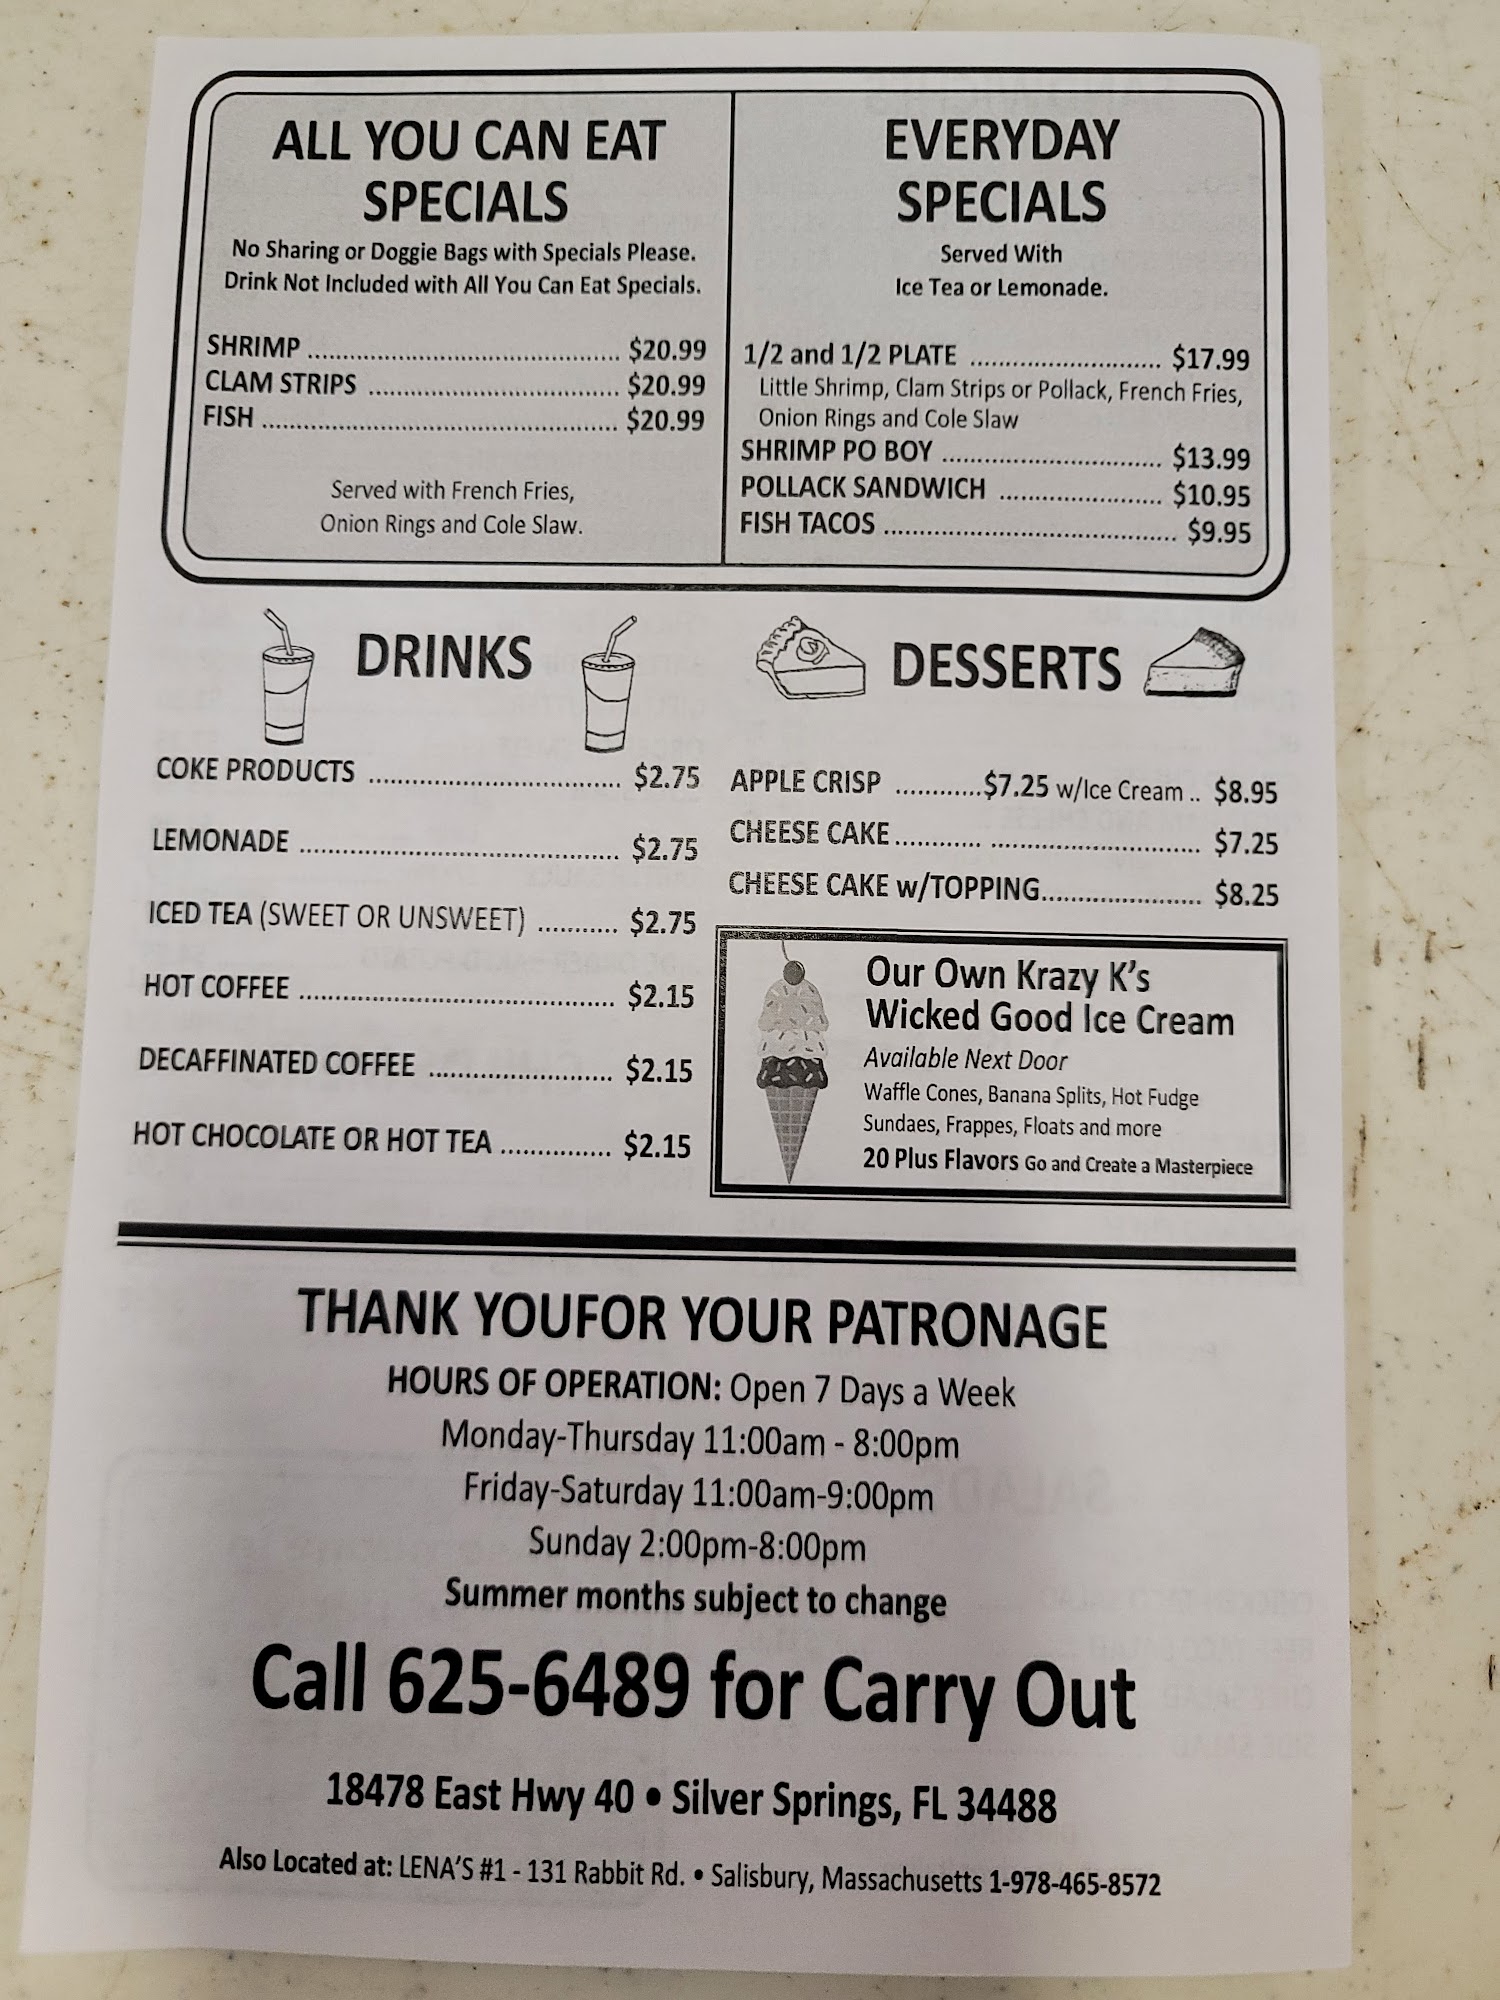 ALL YOU CAN EAT
SPECIALS
No Sharing or Doggie Bags with Specials Please.
Drink Not Included with All You Can Eat Specials.
SHRIMP ............................................ $20.99
CLAM STRIPS .................................... $20.99
FISH .................................................. $20.99
Served with French Fries,
Onion Rings and Cole Slaw.
EVERYDAY
SPECIALS
Served With
Ice Tea or Lemonade.
1/2 and 1/2 PLATE ........................... $17.99
Little Shrimp, Clam Strips or Pollack, French Fries,
Onion Rings and Cole Slaw
SHRIMP PO BOY ............................... $13.99
POLLACK SANDWICH ....................... $10.95
FISH TACOS .......................................... $9.95
DRINKS
COKE PRODUCTS .................................... $2.75
LEMONADE ............................................. $2.75
ICED TEA (SWEET OR UNSWEET) ........... $2.75
HOT COFFEE ............................................ $2.15
DECAFFINATED COFFEE .......................... $2.15
HOT CHOCOLATE OR HOT TEA ............... $2.15
DESSERTS
APPLE CRISP ............$7.25 w/Ice Cream .. $8.95
CHEESE CAKE............ .............................. $7.25
CHEESE CAKE w/TOPPING....................... $8.25
Our Own Krazy K's
Wicked Good Ice Cream
Available Next Door
Waffle Cones, Banana Splits, Hot Fudge
Sundaes, Frappes, Floats and more
20 Plus Flavors Go and Create a Masterpiece
THANK YOUFOR YOUR PATRONAGE
HOURS OF OPERATION: Open 7 Days a Week
Monday-Thursday 11:00am - 8:00pm
Friday-Saturday 11:00am-9:00pm
Sunday 2:00pm-8:00pm
Summer months subject to change
Call 625-6489 for Carry Out
18478 East Hwy 40 • Silver Springs, FL 34488
Also Located at: LENA'S #1 - 131 Rabbit Rd. • Salisbury, Massachusetts 1-978-465-8572